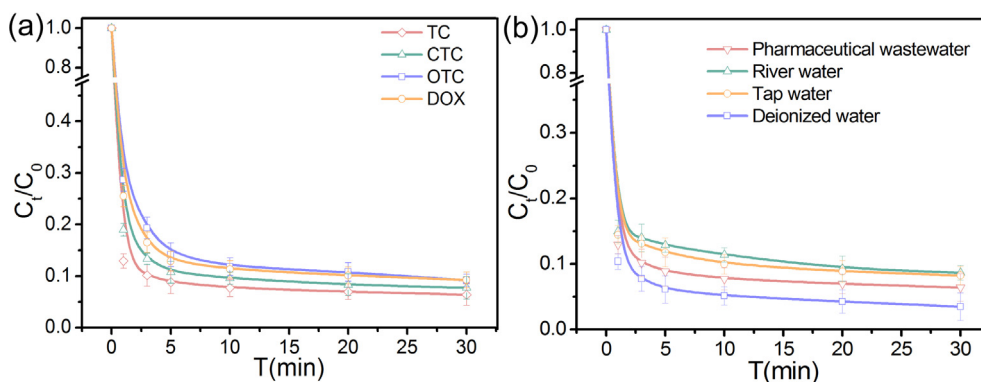 (a)
TC
CTC
OTC
DOX
1.0
0.8
0.4
0.3
0.2
0.1
0.0
Ct/C0
0 5 10 15 20 25 30
T(min)
(b)
Pharmaceutical wastewater
River water
Tap water
Deionized water
1.0
0.8
0.3
0.2
0.1
0.0
Ct/C0
0 5 10 15 20 25 30
T(min)